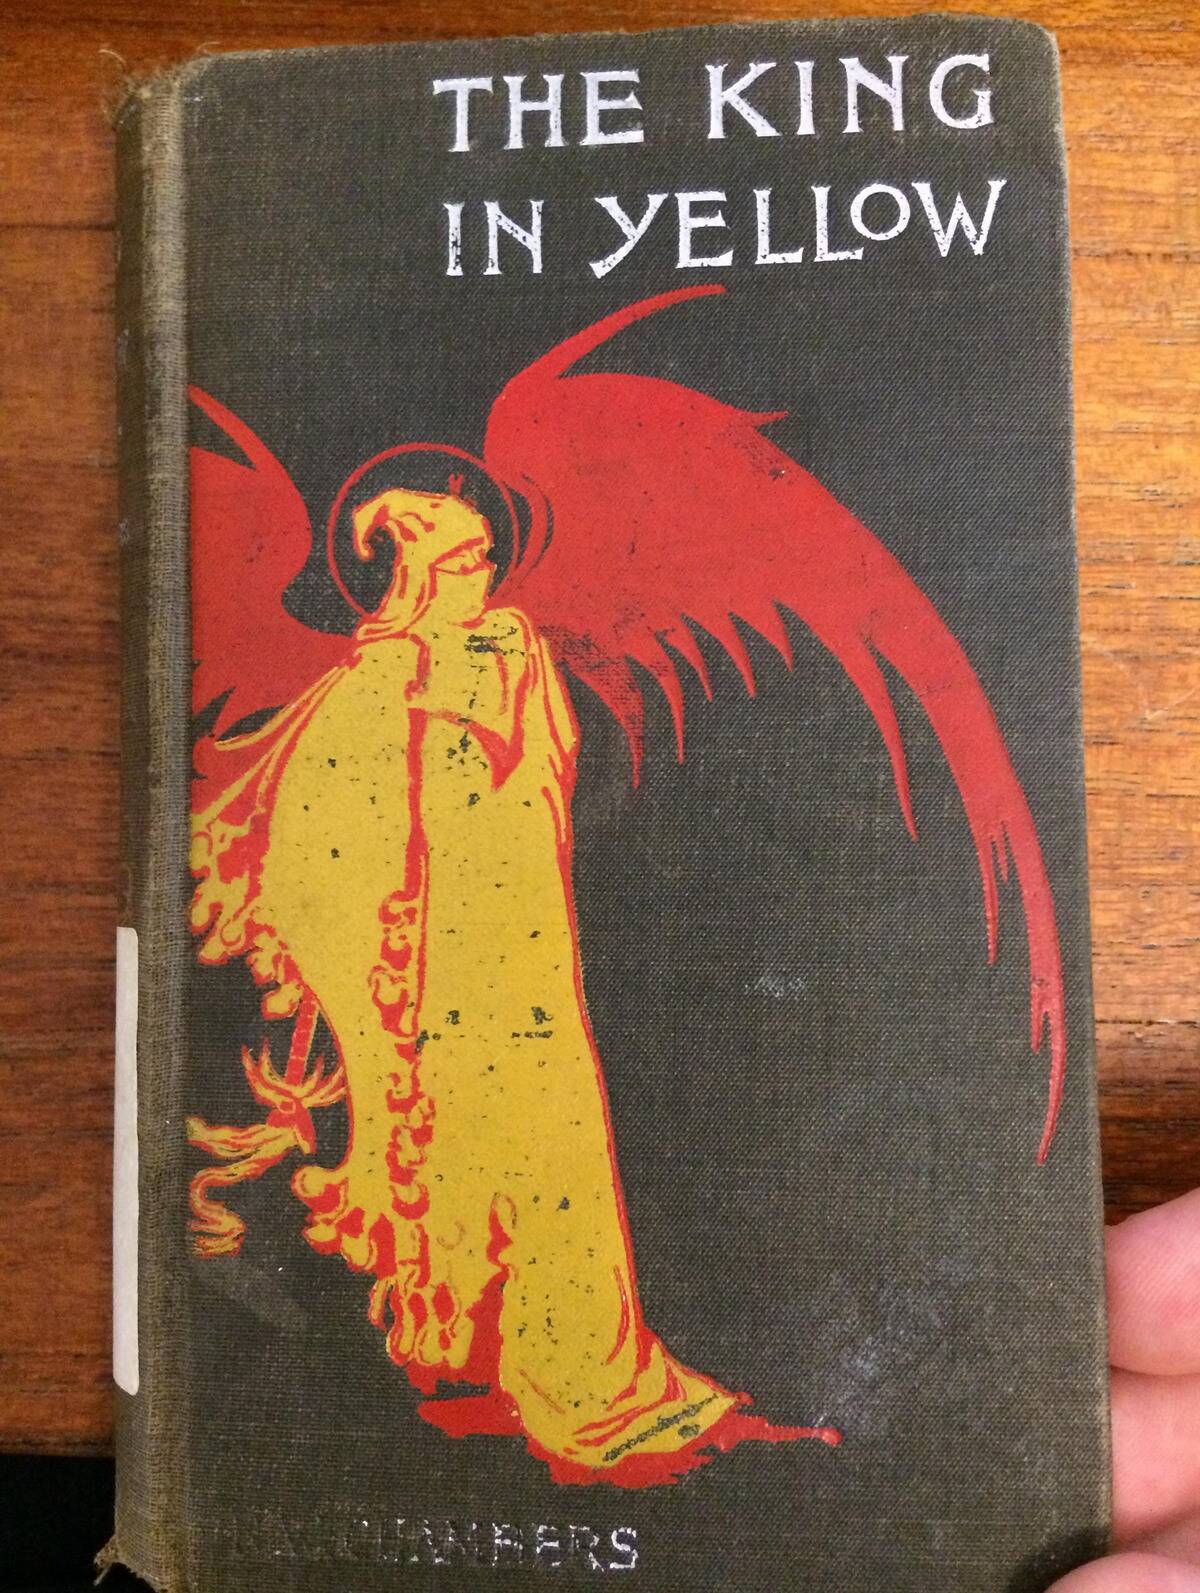 THE KING
IN YELLOW
CHAMBERS